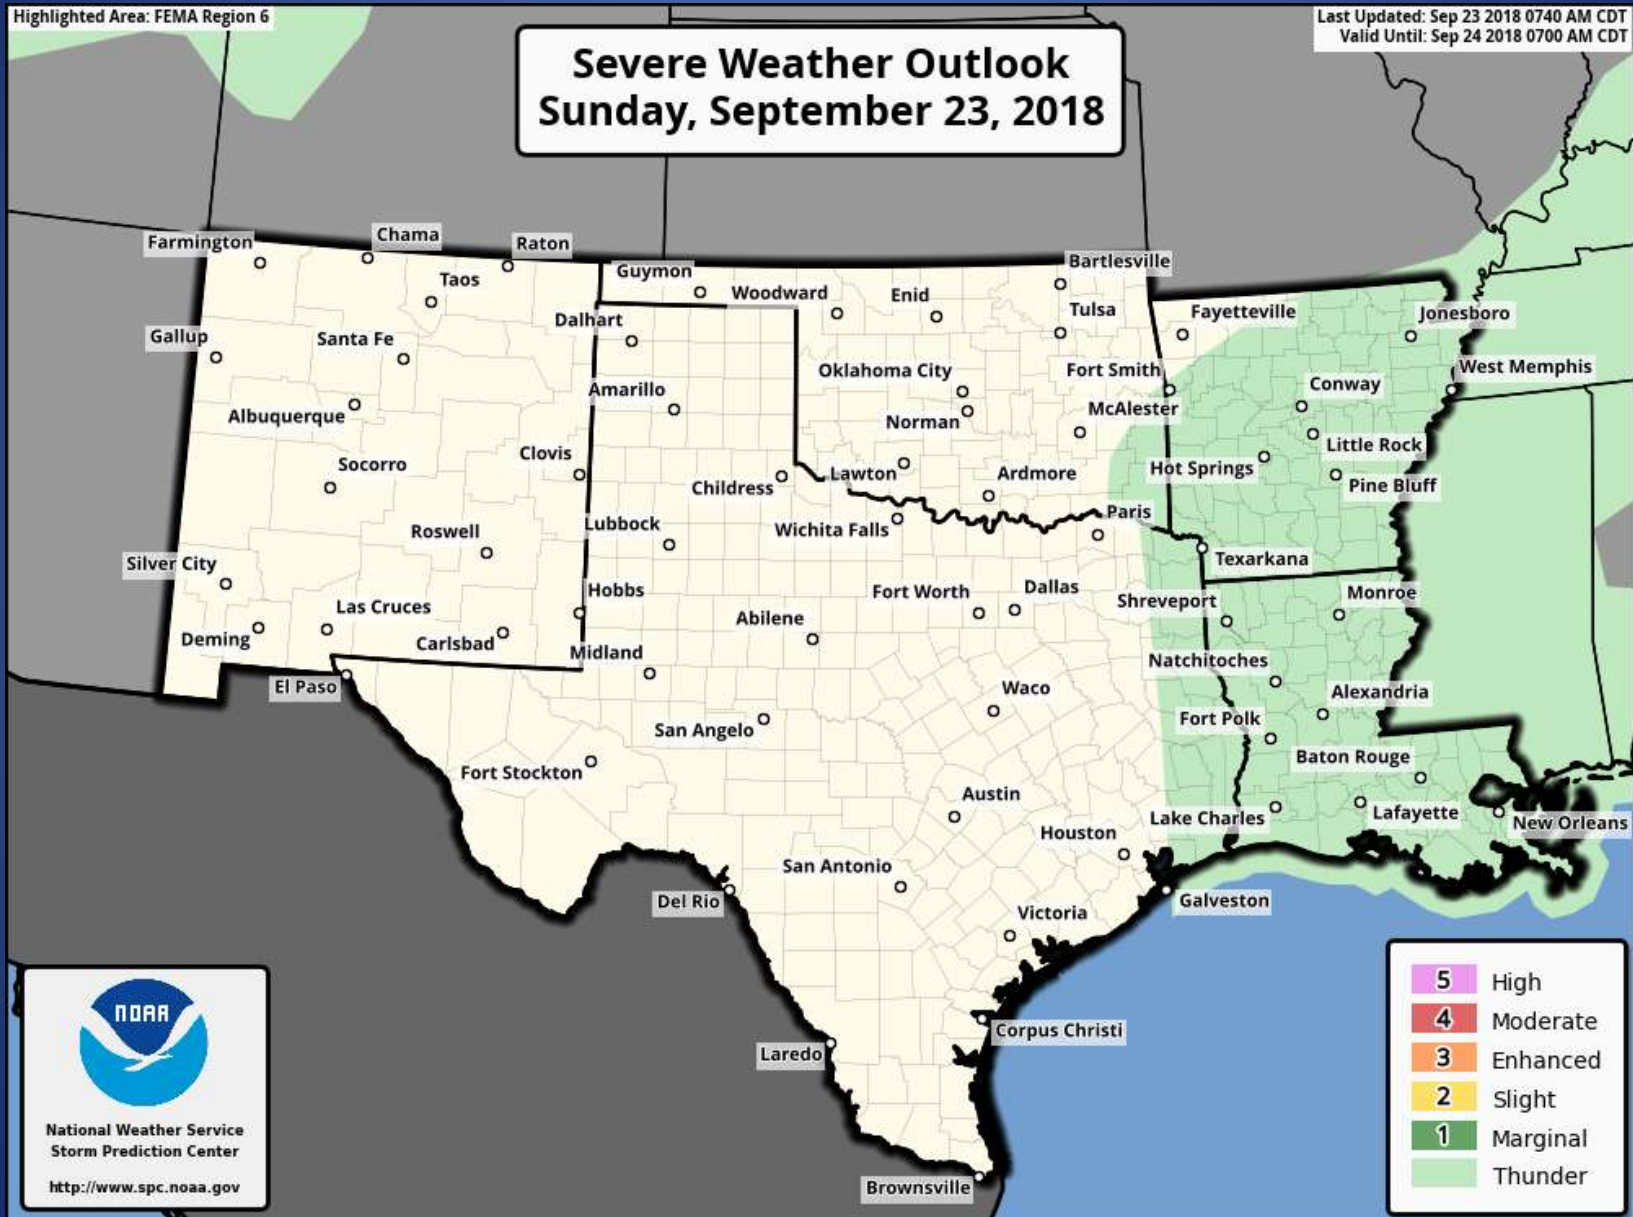 Highlighted Area: FEMA Region 6
Last Updated: Sep 23 2018 0740 AM CDT
Valid Until: Sep 24 2018 0700 AM CDT
Severe Weather Outlook
Sunday, September 23, 2018
Farmington
Chama
Raton
Taos
Guymon
Woodward
Enid
Bartlesville
Tulsa
Fayetteville
Jonesboro
Gallup
Santa Fe
Dalhart
Oklahoma City
Fort Smith
West Memphis
Conway
Amarillo
Albuquerque
Norman
McAlester
Little Rock
Clovis
Socorro
Childress
Lawton
Ardmore
Hot Springs
Pine Bluff
Roswell
Lubbock
Wichita Falls
Paris
Texarkana
Silver City
Las Cruces
Hobbs
Fort Worth
Dallas
Shreveport
Monroe
Deming
Carlsbad
Midland
Abilene
Natchitoches
El Paso
San Angelo
Waco
Alexandria
Fort Polk
Fort Stockton
Baton Rouge
Austin
Houston
Lake Charles
Lafayette
New Orleans
San Antonio
Del Rio
Victoria
Galveston
Laredo
Corpus Christi
Brownsville
NOAA
National Weather Service
Storm Prediction Center
http://www.spc.noaa.gov
5 High
4 Moderate
3 Enhanced
2 Slight
1 Marginal
Thunder